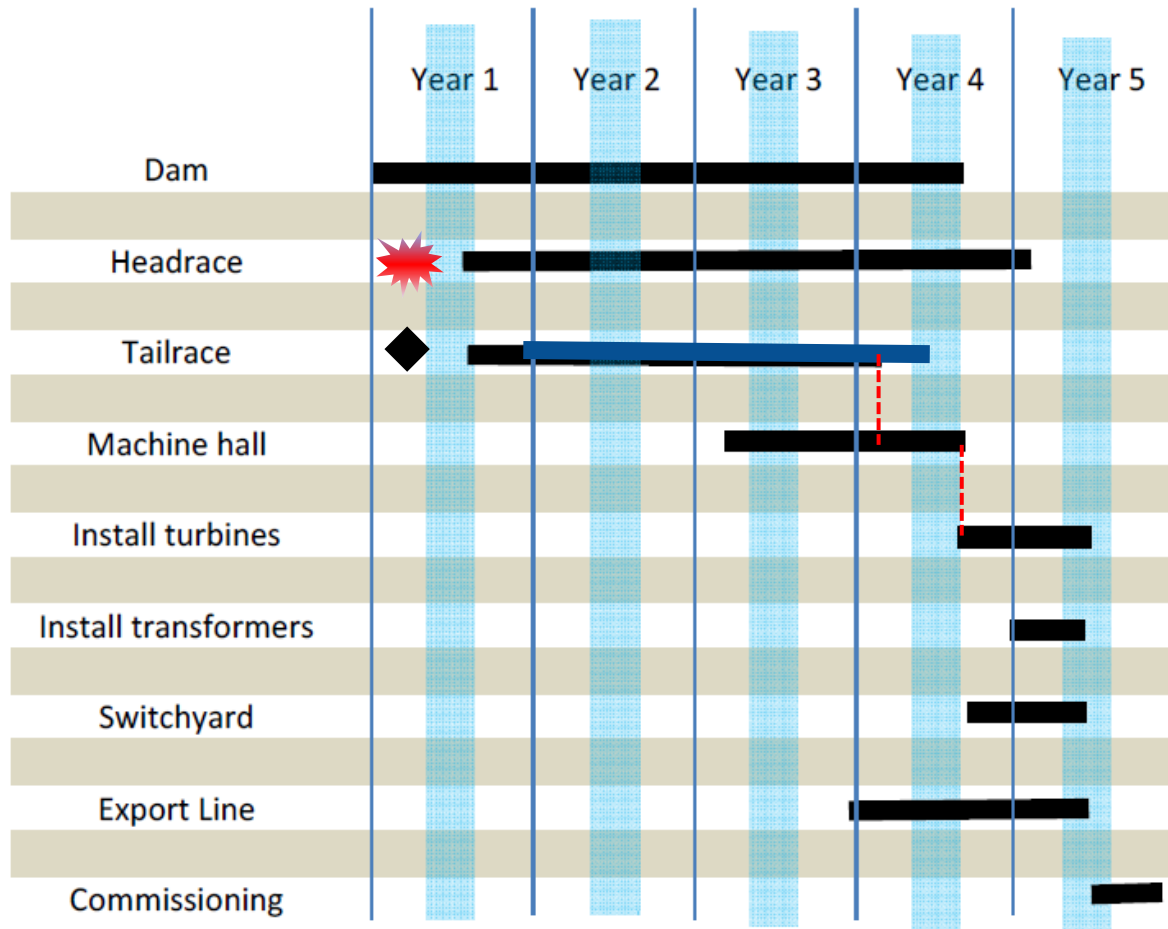 Year 1 Year 2 Year 3 Year 4 Year 5
Dam
Headrace
Tailrace
Machine hall
Install turbines
Install transformers
Switchyard
Export Line
Commissioning